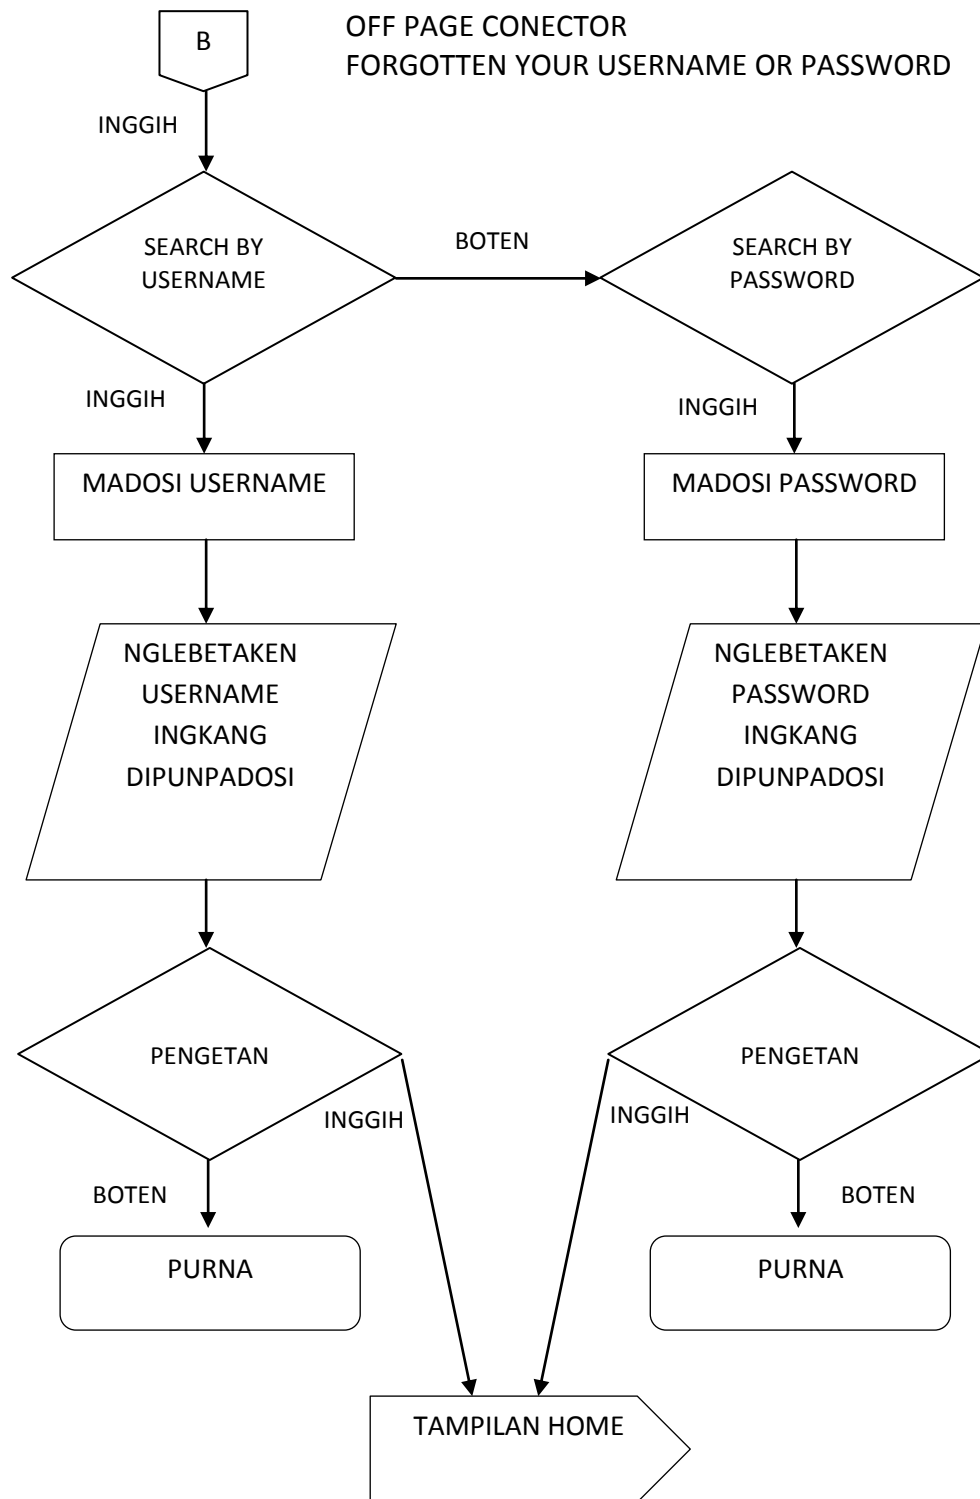 B
OFF PAGE CONECTOR
FORGOTTEN YOUR USERNAME OR PASSWORD
INGGIH
SEARCH BY
USERNAME
BOTEN
SEARCH BY
PASSWORD
INGGIH
INGGIH
MADOSI USERNAME
MADOSI PASSWORD
NGLEBETAKEN
USERNAME
INGKANG
DIPUNPADOSI
NGLEBETAKEN
PASSWORD
INGKANG
DIPUNPADOSI
PENGETAN
PENGETAN
INGGIH
INGGIH
BOTEN
BOTEN
PURNA
PURNA
TAMPILAN HOME